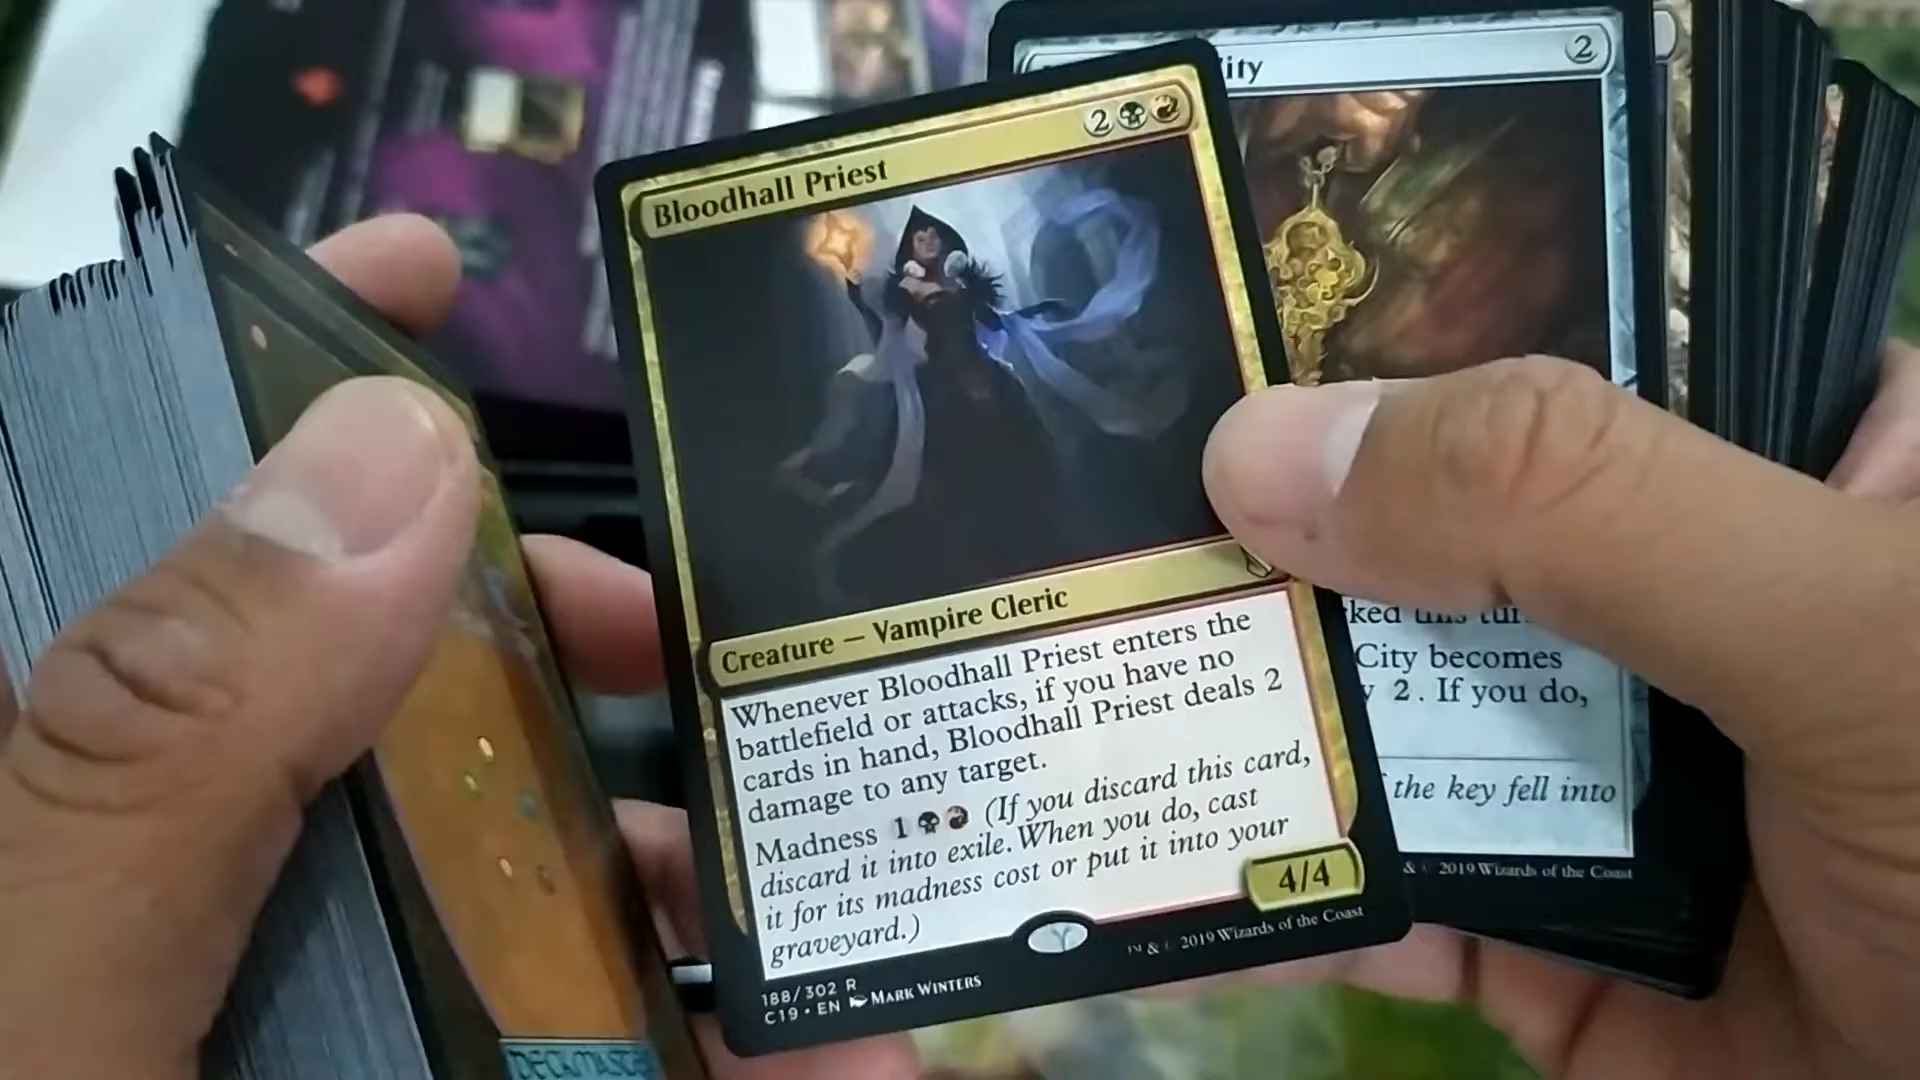 Bloodhall Priest
2
Creature — Vampire Cleric
Whenever Bloodhall Priest enters the
battlefield or attacks, if you have no
cards in hand, Bloodhall Priest deals 2
damage to any target.
Madness 1 (If you discard this card,
discard it into exile. When you do, cast
it for its madness cost or put it into your
graveyard.)
4/4
™ & © 2019 Wizards of the Coast
188/302 R
C19 • EN MARK WINTERS
ity
2
ked this tur
City becomes
y 2. If you do,
f the key fell into
& © 2019 Wizards of the Coast
DECKMASTE